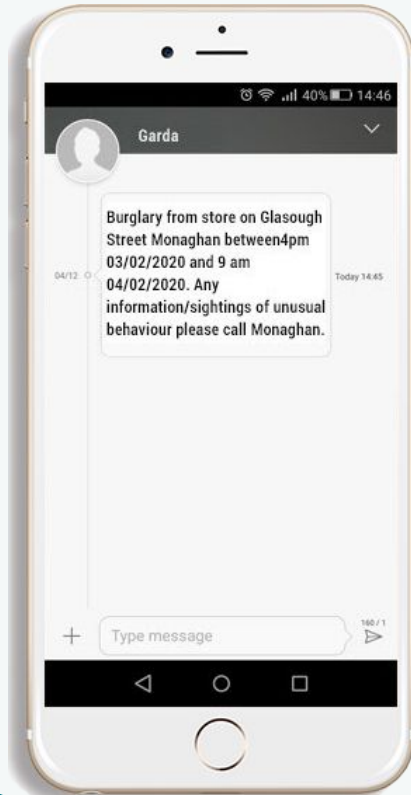 40% 14:46
Garda
Burglary from store on Glasough
Street Monaghan between4pm
03/02/2020 and 9 am
04/02/2020. Any
information/sightings of unusual
behaviour please call Monaghan.
04/12
Today 14:45
Type message
160 / 1